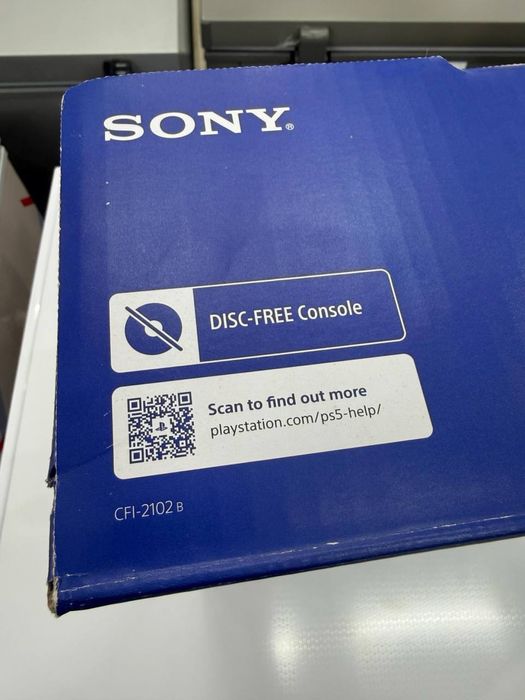 SONY®
DISC-FREE Console
Scan to find out more
playstation.com/ps5-help/
CFI-2102 B